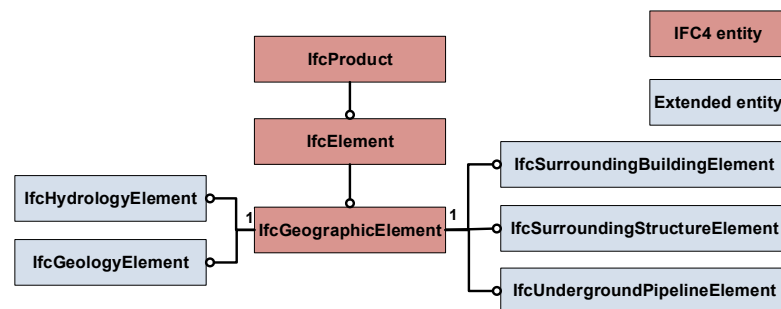 IFC4 entity
IfcProduct
Extended entity
IfcElement
IfcSurroundingBuildingElement
IfcHydrologyElement
1
1
IfcGeographicElement
IfcSurroundingStructureElement
IfcGeologyElement
IfcUndergroundPipelineElement